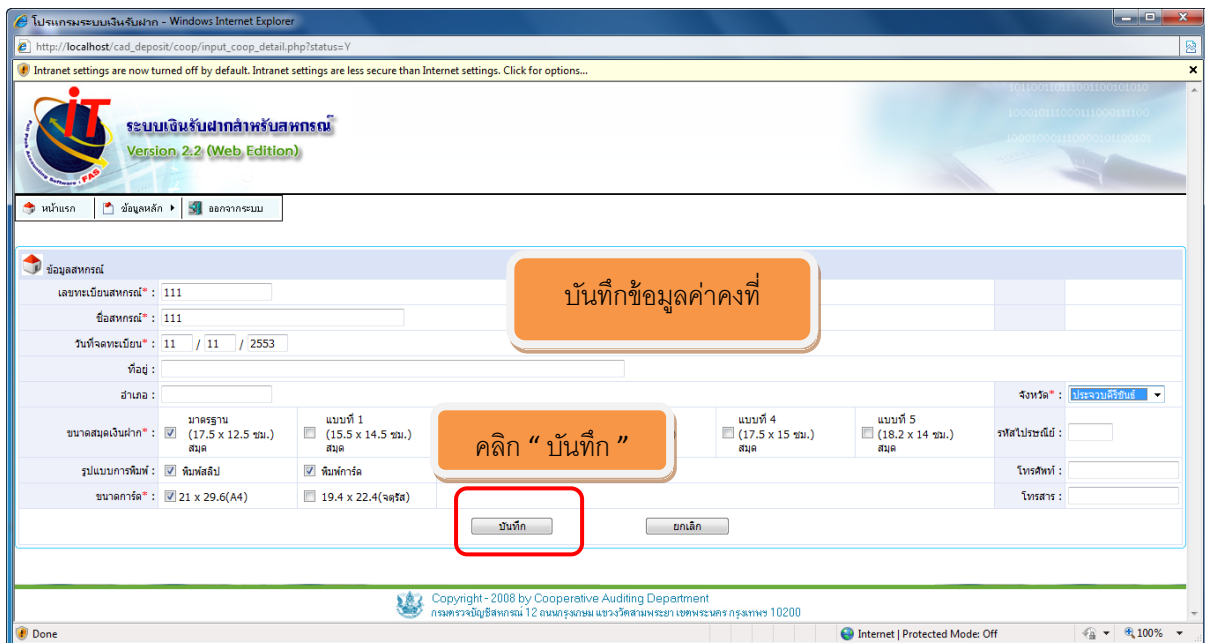 โปรแกรมระบบเงินรับฝาก - Windows Internet Explorer
http://localhost/cad_deposit/coop/input_coop_detail.php?status=Y
Intranet settings are now turned off by default. Intranet settings are less secure than Internet settings. Click for options...
iT
ระบบเงินรับฝากสำหรับสหกรณ์
Version 2.2 (Web Edition)
หน้าแรก ข้อมูลหลัก ออกจากระบบ
ข้อมูลสหกรณ์
บันทึกข้อมูลค่าคงที่
เลขทะเบียนสหกรณ์* : 111
ชื่อสหกรณ์* : 111
วันที่จดทะเบียน* : 11 / 11 / 2553
ที่อยู่ :
อำเภอ : จังหวัด* : ประจวบคีรีขันธ์
ขนาดสมุดเงินฝาก* : มาตรฐาน (17.5 x 12.5 ซม.) สมุด แบบที่ 1 (15.5 x 14.5 ซม.) สมุด แบบที่ 4 (17.5 x 15 ซม.) สมุด แบบที่ 5 (18.2 x 14 ซม.) สมุด รหัสไปรษณีย์ :
คลิก “ บันทึก ”
รูปแบบการพิมพ์ : พิมพ์สลิป พิมพ์การ์ด โทรศัพท์ :
ขนาดการ์ด* : 21 x 29.6(A4) 19.4 x 22.4(จตุรัส) โทรสาร :
บันทึก ยกเลิก
Copyright - 2008 by Cooperative Auditing Department
กรมตรวจบัญชีสหกรณ์ 12 ถนนกรุงเกษม แขวงวัดสามพระยา เขตพระนคร กรุงเทพฯ 10200
Done Internet | Protected Mode: Off 100%